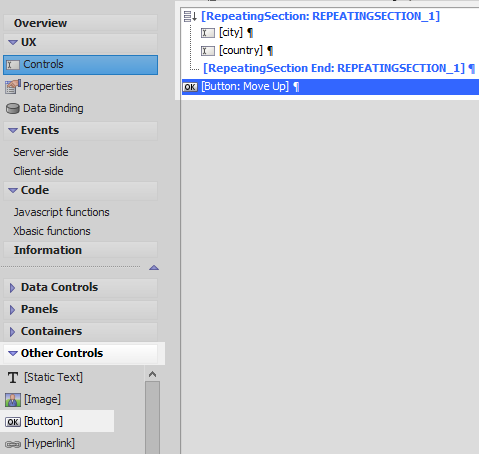 Overview
UX
Controls
Properties
Data Binding
Events
Server-side
Client-side
Code
Javascript functions
Xbasic functions
Information
Data Controls
Panels
Containers
Other Controls
T [Static Text]
[Image]
OK [Button]
[Hyperlink]
[RepeatingSection: REPEATINGSECTION_1]
[city] ¶
[country] ¶
[RepeatingSection End: REPEATINGSECTION_1] ¶
OK [Button: Move Up] ¶